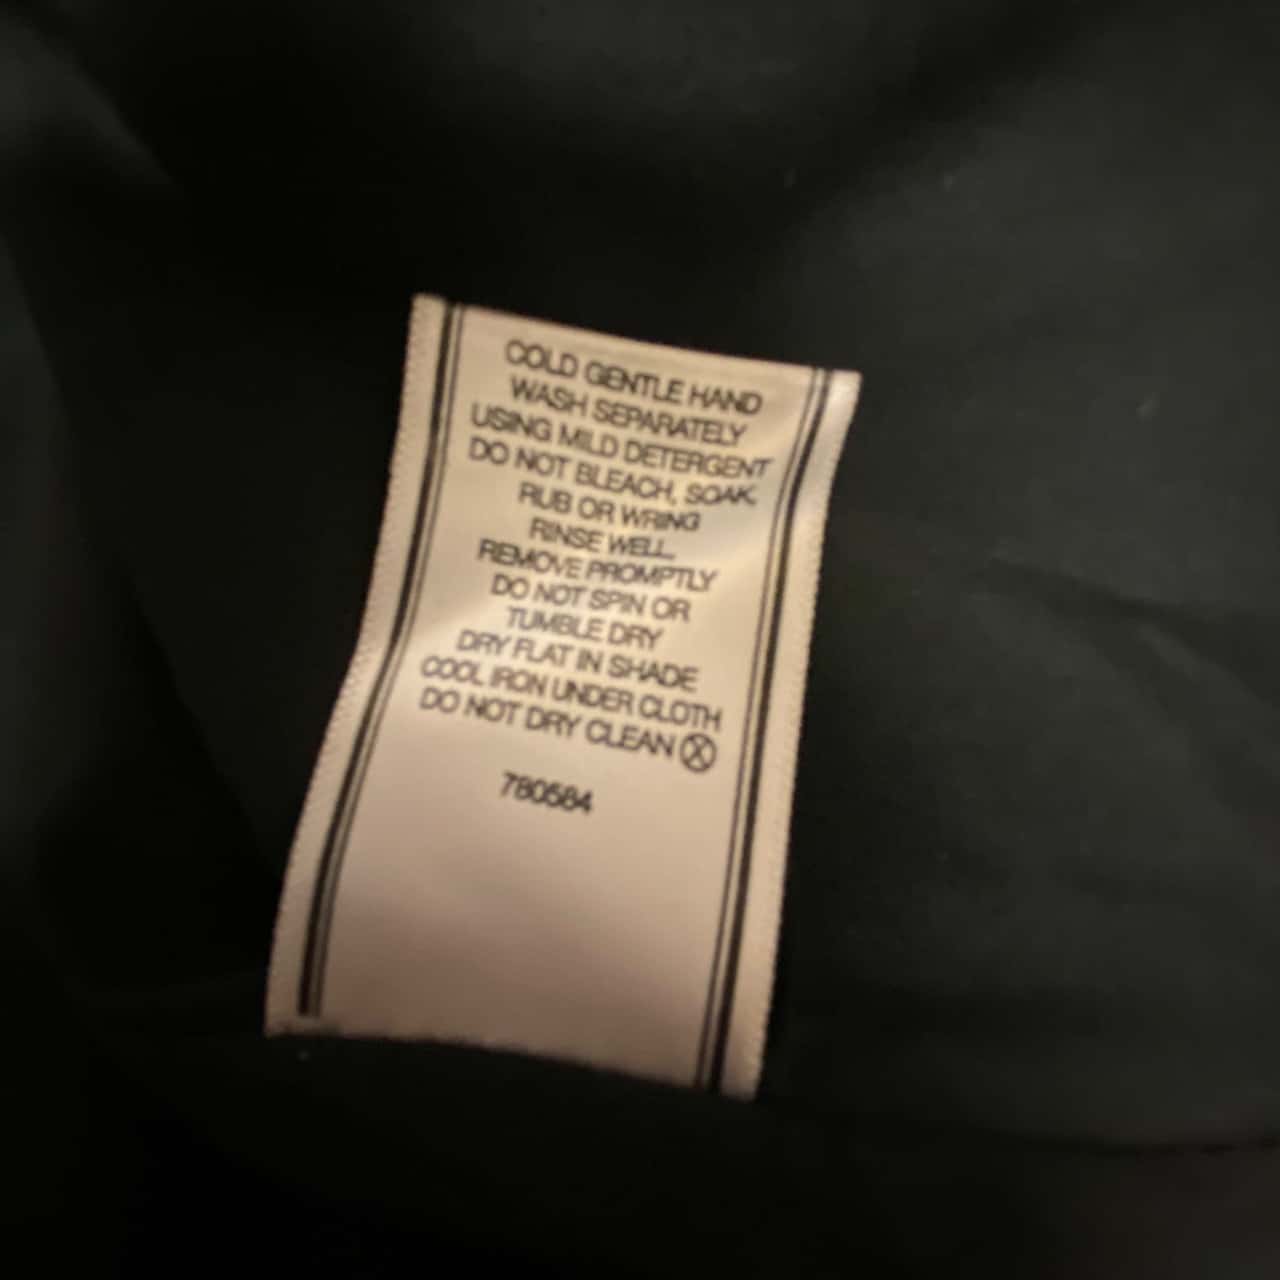 COLD GENTLE HAND
WASH SEPARATELY
USING MILD DETERGENT
DO NOT BLEACH, SOAK,
RUB OR WRING
RINSE WELL.
REMOVE PROMPTLY
DO NOT SPIN OR
TUMBLE DRY
DRY FLAT IN SHADE
COOL IRON UNDER CLOTH
DO NOT DRY CLEAN
780584